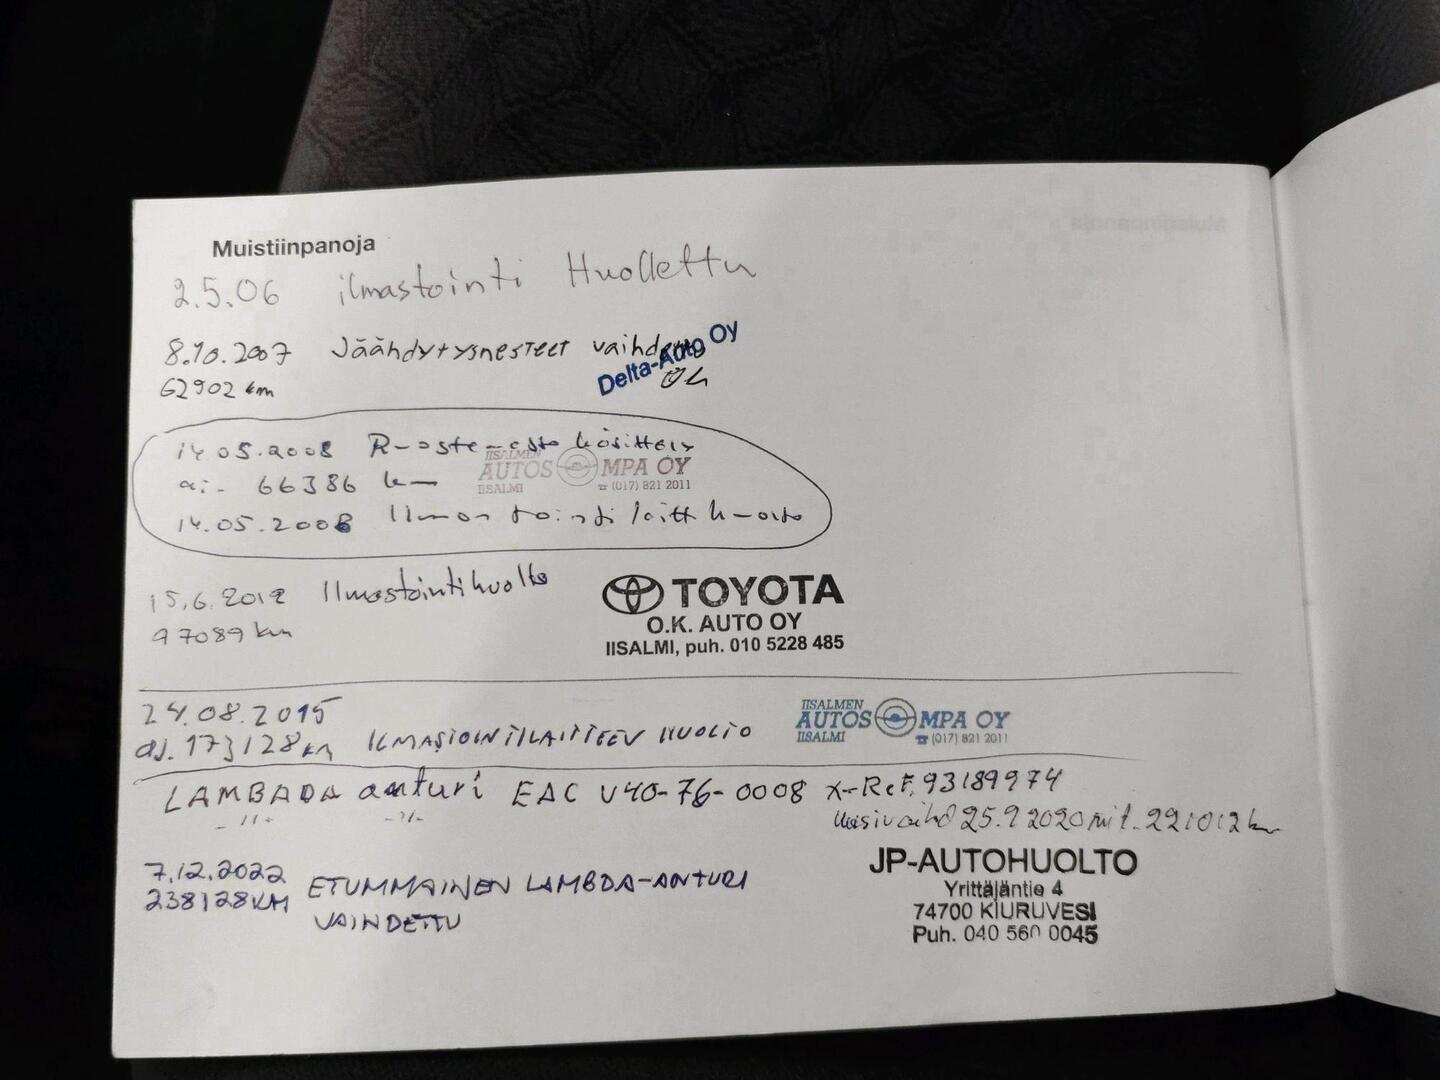 Muistiinpanoja
2.5.06 ilmastointi Huollettu
8.10.2007 Jäähdytysnesteet vaihdettu
Delta-Auto Oy
62902 km
14.05.2008 Ruosteenesto käsittely
IISALMEN
AUTOSOMPA OY
IISALMI ☎ (017) 821 2011
aj. 66386 km
14.05.2008 Ilmastointi laitt huolto
15.6.2012 Ilmastointihuolto
97089 km
TOYOTA
O.K. AUTO OY
IISALMI, puh. 010 5228 485
24.08.2015
aj. 173128 km ILMASTOINTILAITTEEN HUOLTO
IISALMEN
AUTOSOMPA OY
IISALMI ☎ (017) 821 2011
LAMBADA anturi EAC V40-76-0008 X-Ref. 93189974
-11- -11-
Uusi vaihd 25.9 2020 mit. 221012 km
7.12.2022
238128 KM ETUMMAINEN LAMBDA-ANTURI
VAIHDETTU
JP-AUTOHUOLTO
Yrittäjäntie 4
74700 KIURUVESI
Puh. 040 560 0045